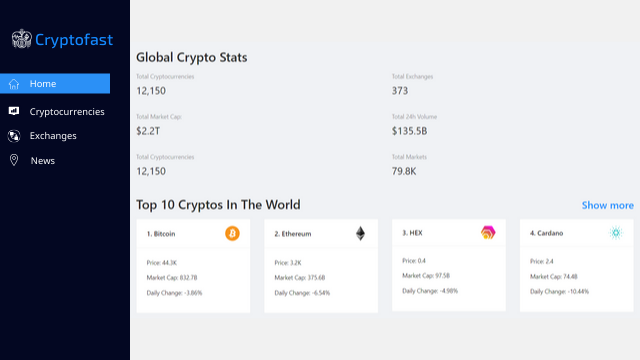 Cryptofast
Home
Cryptocurrencies
Exchanges
News
Global Crypto Stats
Total Cryptocurrencies
12,150
Total Exchanges
373
Total Market Cap:
$2.2T
Total 24h Volume
$135.5B
Total Cryptocurrencies
12,150
Total Markets
79.8K
Top 10 Cryptos In The World
Show more
1. Bitcoin
Price: 44.3K
Market Cap: 832.7B
Daily Change: -3.86%
2. Ethereum
Price: 3.2K
Market Cap: 375.6B
Daily Change: -6.54%
3. HEX
Price: 0.4
Market Cap: 97.5B
Daily Change: -4.98%
4. Cardano
Price: 2.4
Market Cap: 74.4B
Daily Change: -10.44%